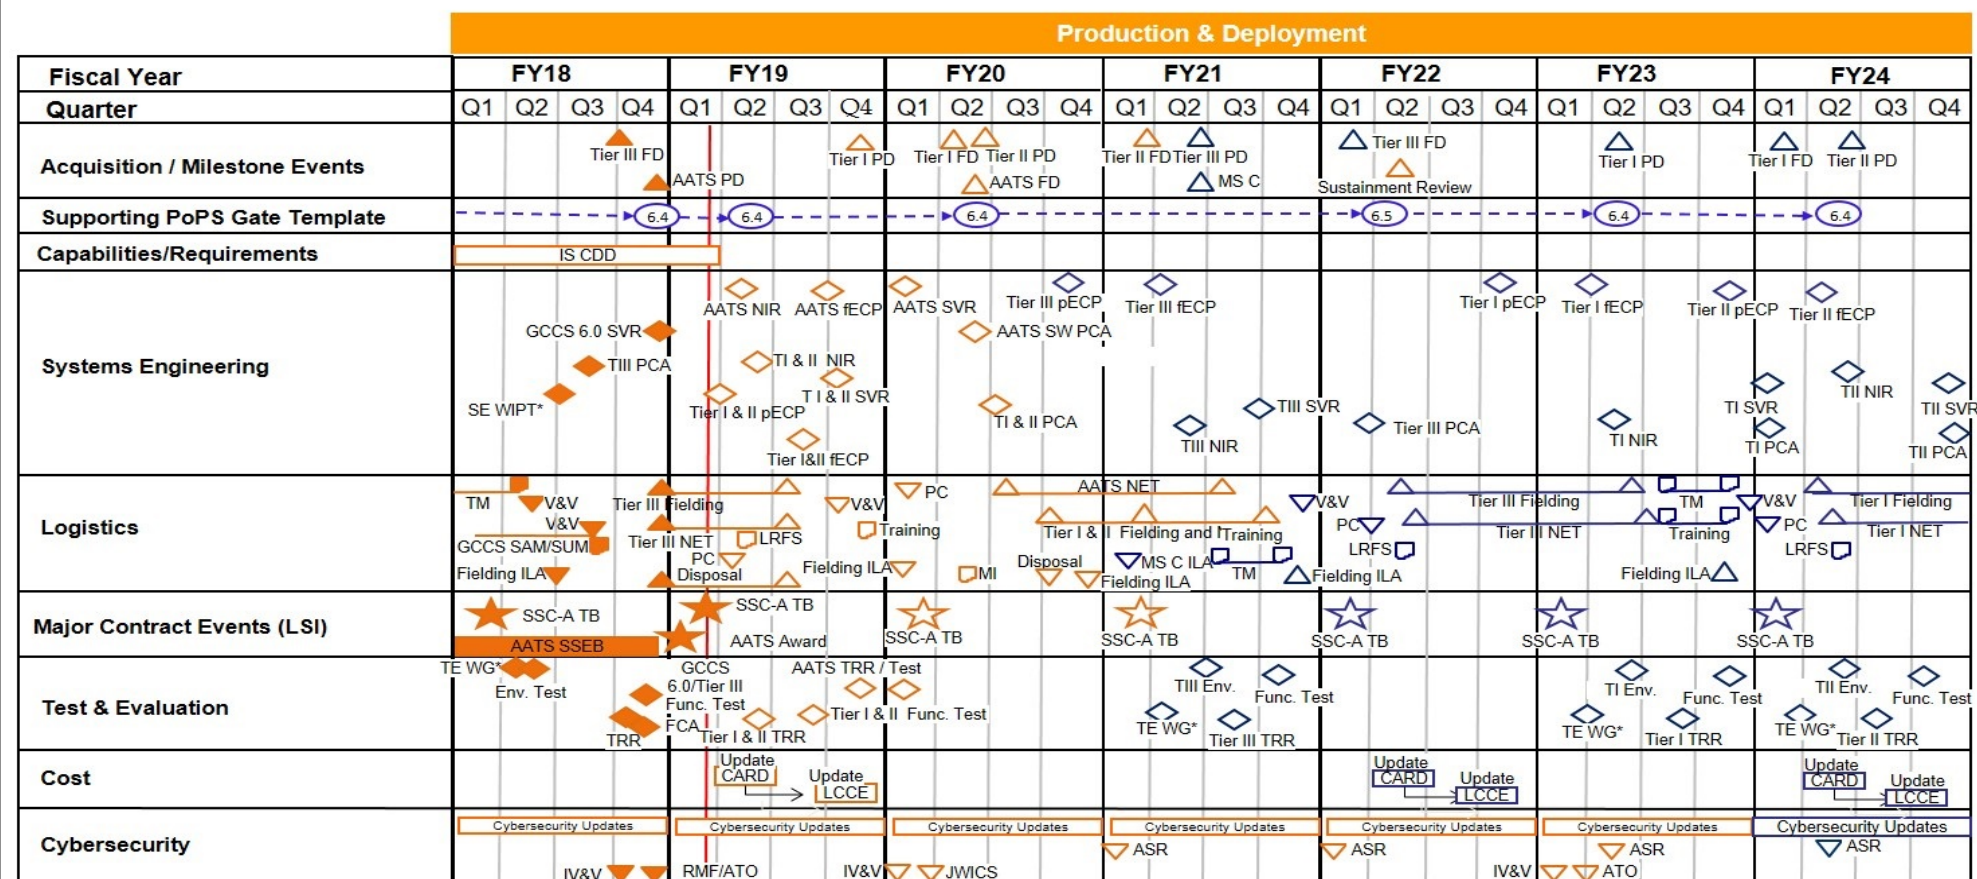 Production & Deployment
Fiscal Year FY18 FY19 FY20 FY21 FY22 FY23 FY24
Quarter Q1 Q2 Q3 Q4 Q1 Q2 Q3 Q4 Q1 Q2 Q3 Q4 Q1 Q2 Q3 Q4 Q1 Q2 Q3 Q4 Q1 Q2 Q3 Q4 Q1 Q2 Q3 Q4
Acquisition / Milestone Events
Tier III FD Tier I PD Tier I FD Tier II PD Tier II FD Tier III PD Tier III FD Tier I PD Tier I FD Tier II PD
AATS PD AATS FD MS C Sustainment Review
Supporting PoPS Gate Template 6.4 6.4 6.4 6.5 6.4 6.4
Capabilities/Requirements IS CDD
Systems Engineering
AATS NIR AATS fECP AATS SVR Tier III pECP Tier III fECP Tier I pECP Tier I fECP Tier II pECP Tier II fECP
GCCS 6.0 SVR AATS SW PCA
TIII PCA TI & II NIR
SE WIPT* Tier I & II pECP T I & II SVR TI & II PCA TIII SVR TI SVR TII NIR TII SVR
Tier I&II fECP TIII NIR Tier III PCA TI NIR TI PCA TII PCA
Logistics
TM V&V Tier III Fielding V&V PC AATS NET V&V Tier III Fielding TM V&V Tier I Fielding
V&V Tier III NET LRFS Training Tier I & II Fielding and Training PC Tier III NET Training PC Tier I NET
GCCS SAM/SUM PC Disposal MS C ILA TM LRFS LRFS
Fielding ILA Disposal Fielding ILA MI Fielding ILA Fielding ILA Fielding ILA
Major Contract Events (LSI)
SSC-A TB SSC-A TB SSC-A TB SSC-A TB SSC-A TB SSC-A TB SSC-A TB
AATS SSEB AATS Award
Test & Evaluation
TE WG* GCCS AATS TRR / Test
Env. Test 6.0/Tier III TIII Env. Func. Test TI Env. Func. Test TII Env. Func. Test
Func. Test Tier I & II Func. Test
TRR FCA Tier I & II TRR TE WG* Tier III TRR TE WG* Tier I TRR TE WG* Tier II TRR
Cost
Update Update Update
CARD Update CARD Update CARD Update
LCCE LCCE LCCE
Cybersecurity
Cybersecurity Updates Cybersecurity Updates Cybersecurity Updates Cybersecurity Updates Cybersecurity Updates Cybersecurity Updates Cybersecurity Updates
ASR ASR ASR ASR
IV&V RMF/ATO IV&V JWICS IV&V ATO